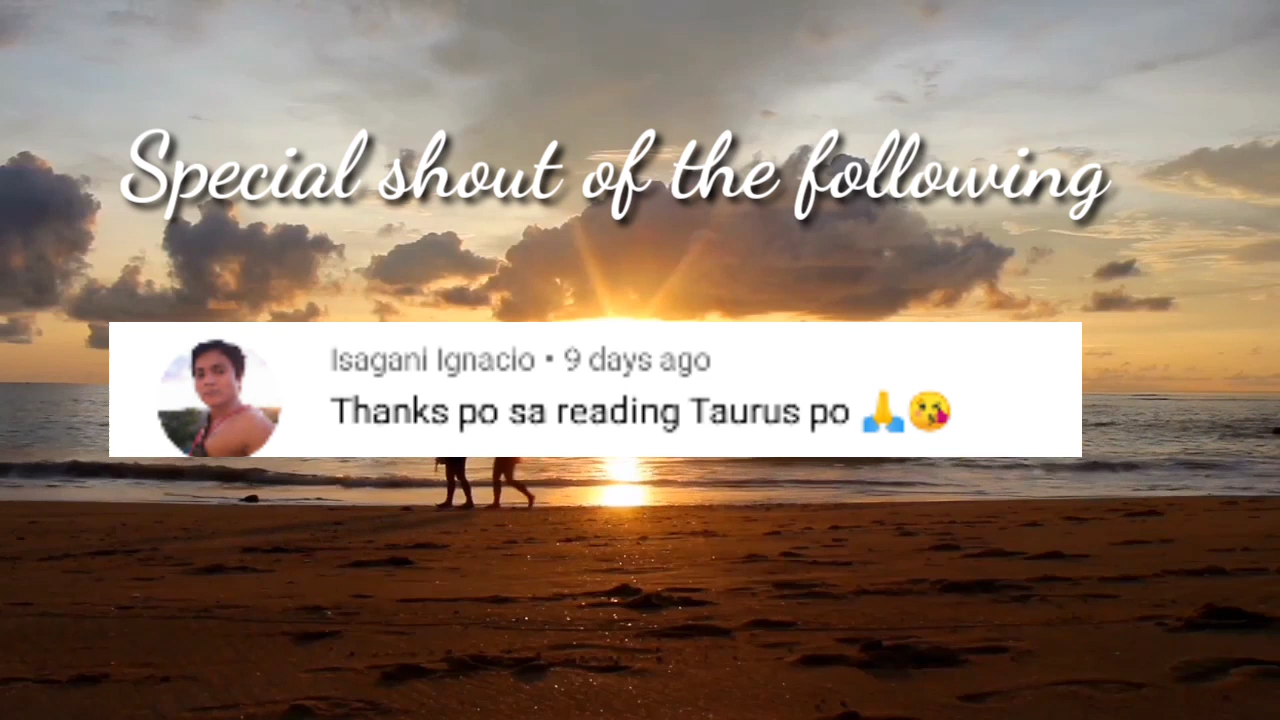 Special shout of the following
Isagani Ignacio • 9 days ago
Thanks po sa reading Taurus po 🙏😘